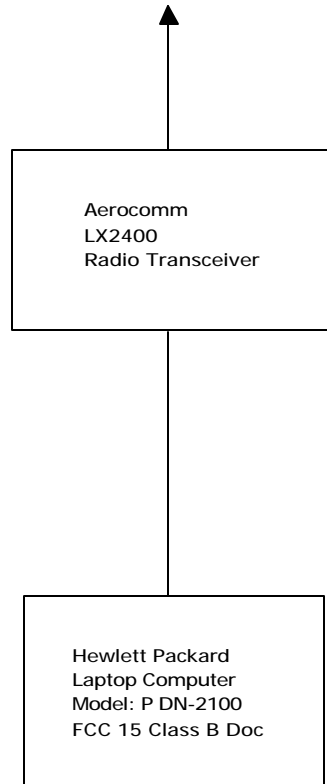 Aerocomm
LX2400
Radio Transceiver
Hewlett Packard
Laptop Computer
Model: P DN-2100
FCC 15 Class B Doc